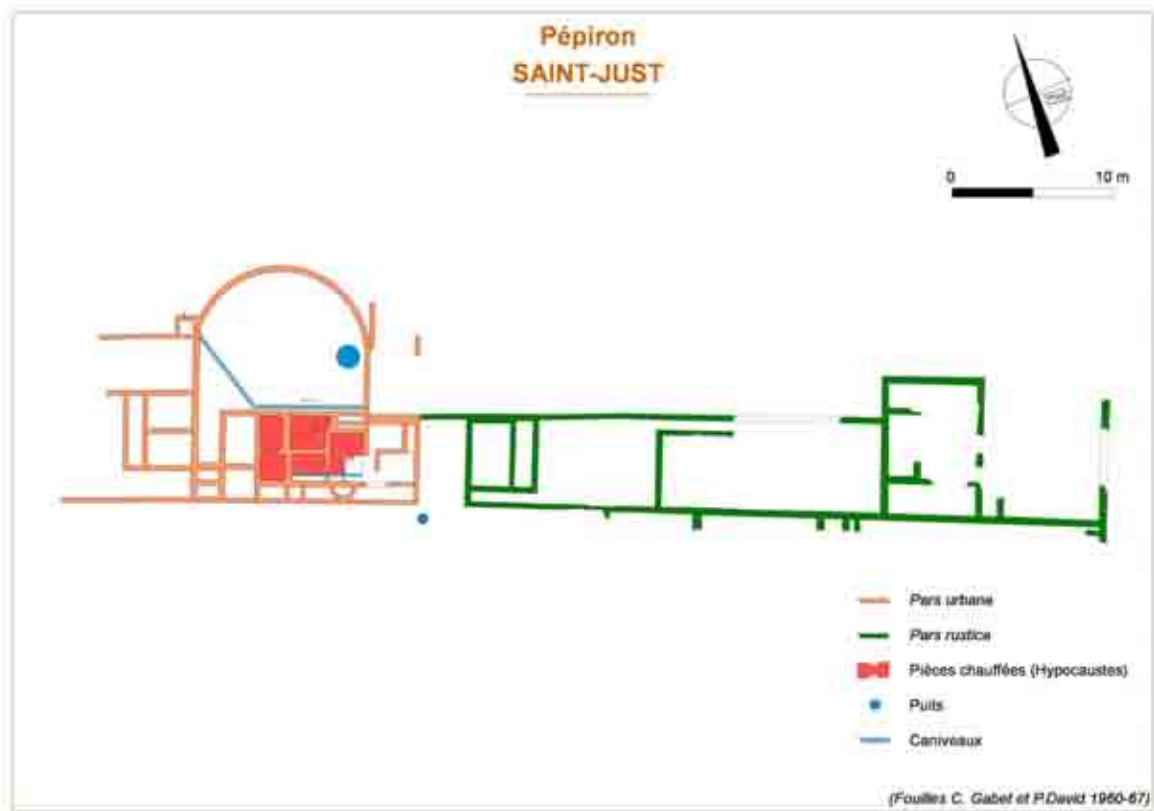 Pépiron
SAINT-JUST
0 10 m
Pars urbane
Pars rustica
Pièces chauffées (Hypocaustes)
Puits
Caniveaux
(Fouilles C. Gabet et P.David 1960-67)